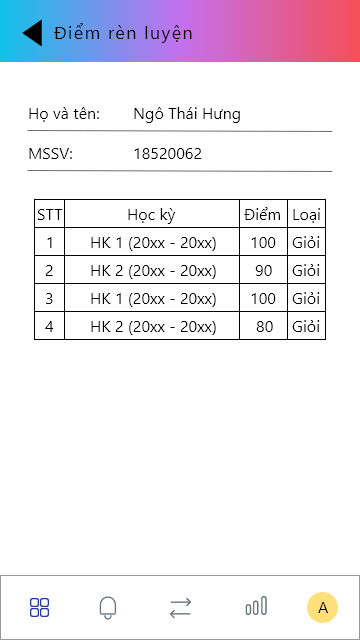 Điểm rèn luyện
Họ và tên: Ngô Thái Hưng
MSSV: 18520062
STT Học kỳ Điểm Loại
1 HK 1 (20xx - 20xx) 100 Giỏi
2 HK 2 (20xx - 20xx) 90 Giỏi
3 HK 1 (20xx - 20xx) 100 Giỏi
4 HK 2 (20xx - 20xx) 80 Giỏi
A